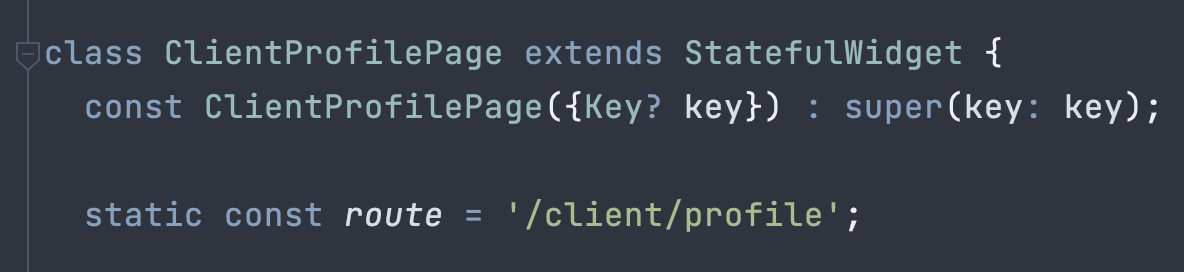 class ClientProfilePage extends StatefulWidget {
const ClientProfilePage({Key? key}) : super(key: key);
static const route = '/client/profile';